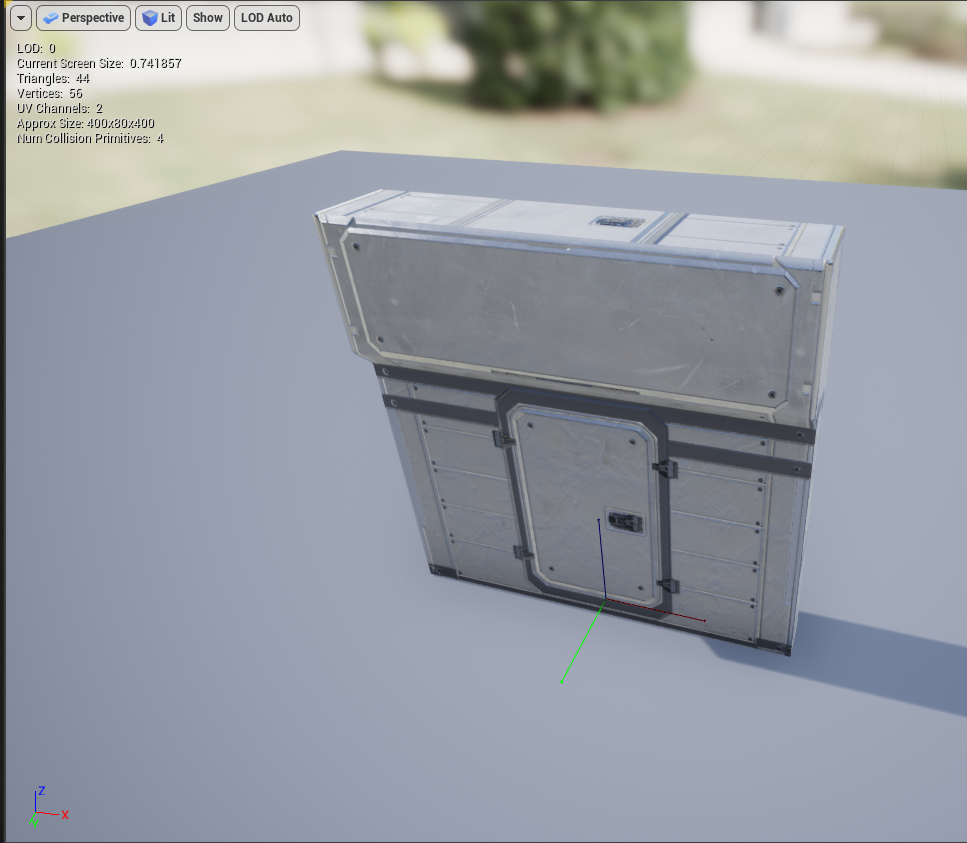 Perspective Lit Show LOD Auto
LOD: 0
Current Screen Size: 0.741857
Triangles: 44
Vertices: 56
UV Channels: 2
Approx Size: 400x80x400
Num Collision Primitives: 4
Z
X
Y